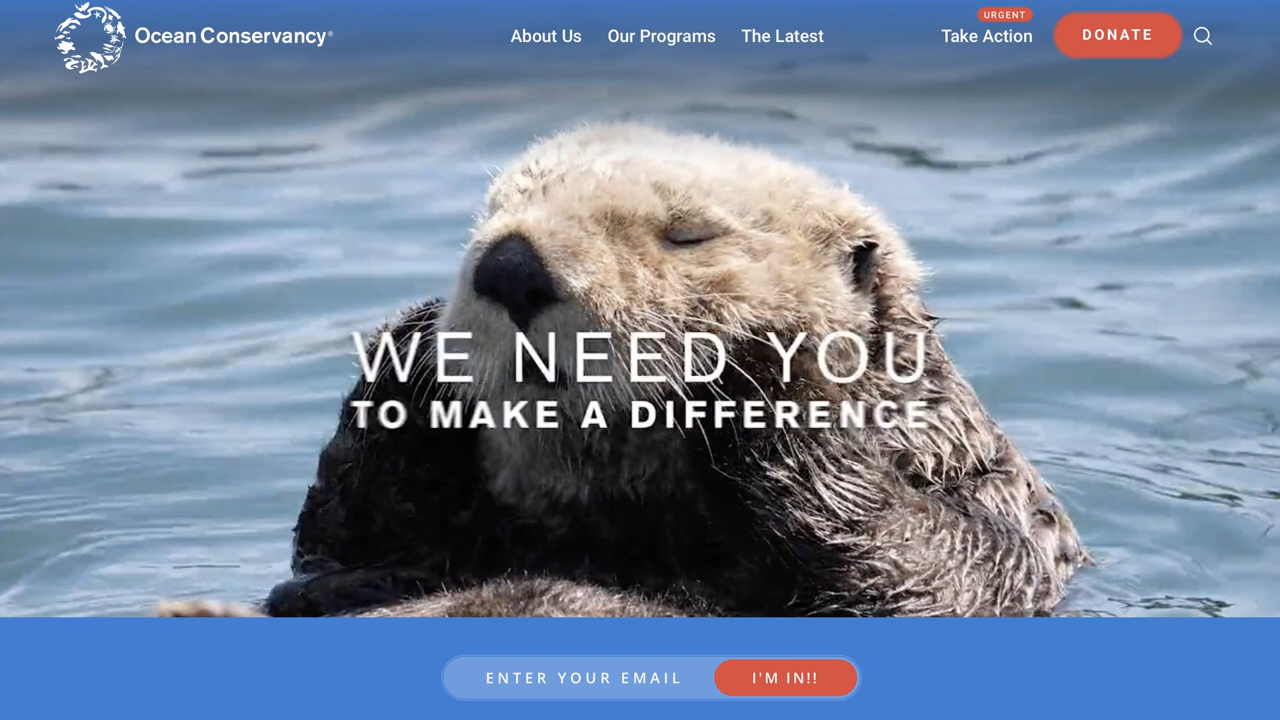 Ocean Conservancy®
About Us
Our Programs
The Latest
URGENT
Take Action
DONATE
WE NEED YOU
TO MAKE A DIFFERENCE
ENTER YOUR EMAIL
I'M IN!!